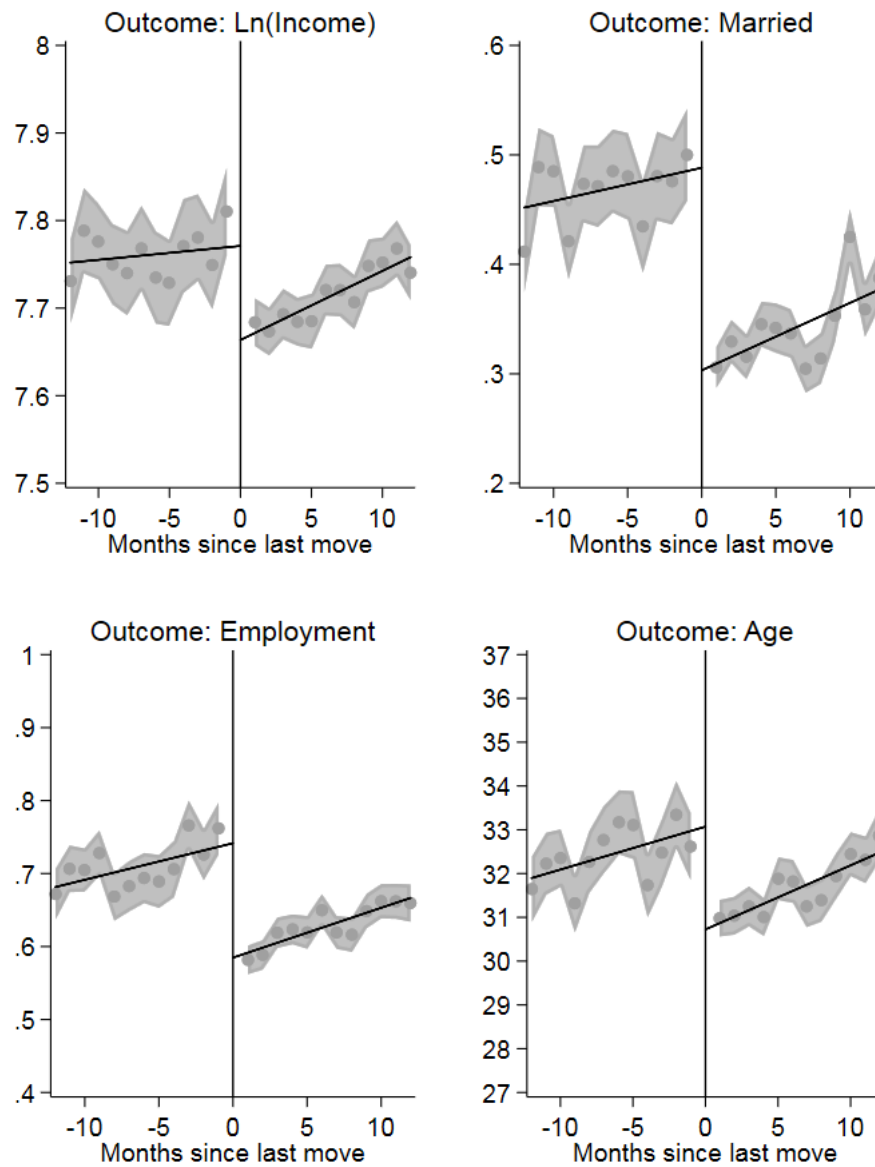 Outcome: Ln(Income)
8
7.9
7.8
7.7
7.6
7.5
-10 -5 0 5 10
Months since last move
Outcome: Married
.6
.5
.4
.3
.2
-10 -5 0 5 10
Months since last move
Outcome: Employment
1
.9
.8
.7
.6
.5
.4
-10 -5 0 5 10
Months since last move
Outcome: Age
37
36
35
34
33
32
31
30
29
28
27
-10 -5 0 5 10
Months since last move